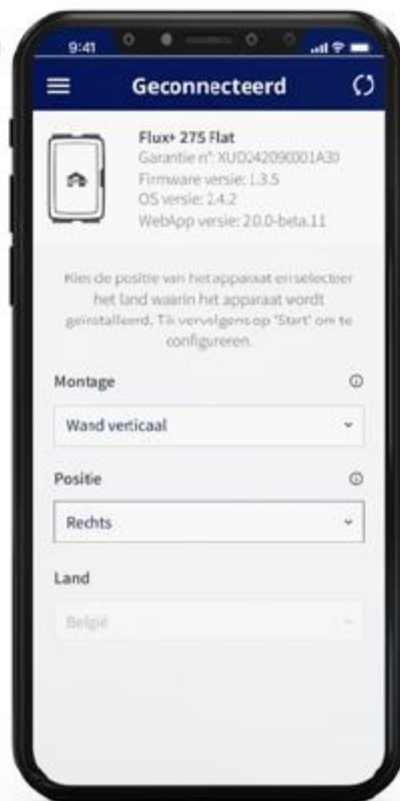 9:41
Geconnecteerd
Flux+ 275 Flat
Garantie n°: XUD242090001A30
Firmware versie: 1.3.5
OS versie: 2.4.2
WebApp versie: 2.0.0-beta.11
Kies de positie van het apparaat en selecteer
het land waarin het apparaat wordt
geïnstalleerd. Tik vervolgens op 'Start' om te
configureren.
Montage
Wand verticaal
Positie
Rechts
Land
België